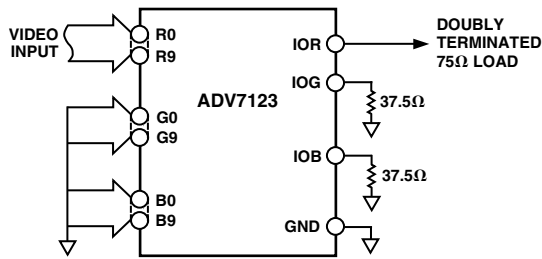 VIDEO
INPUT
R0
R9
G0
G9
B0
B9
ADV7123
IOR
IOG
IOB
GND
DOUBLY
TERMINATED
75Ω LOAD
37.5Ω
37.5Ω